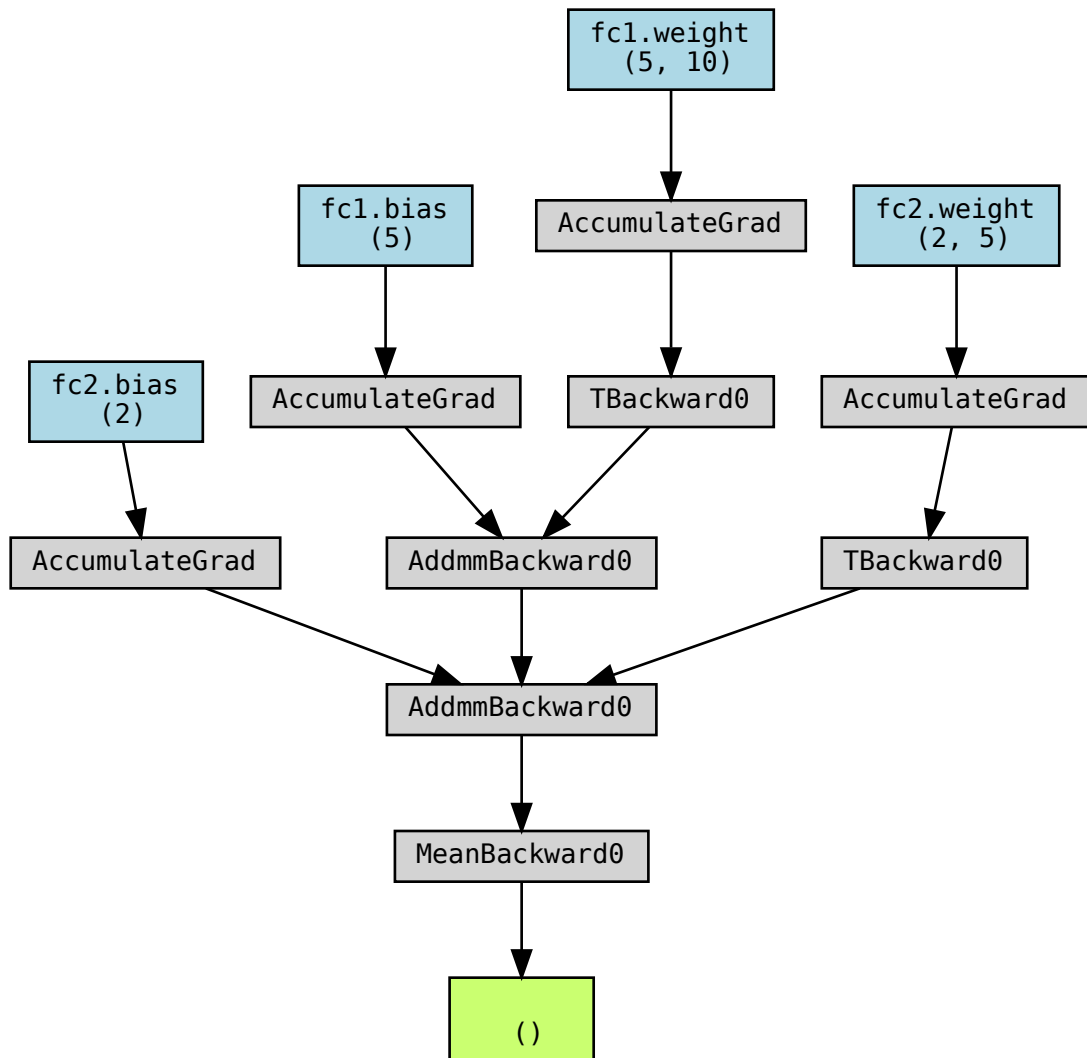 fc1.weight
(5, 10)
fc1.bias
(5)
AccumulateGrad
fc2.weight
(2, 5)
fc2.bias
(2)
AccumulateGrad
TBackward0
AccumulateGrad
AccumulateGrad
AddmmBackward0
TBackward0
AddmmBackward0
MeanBackward0
()